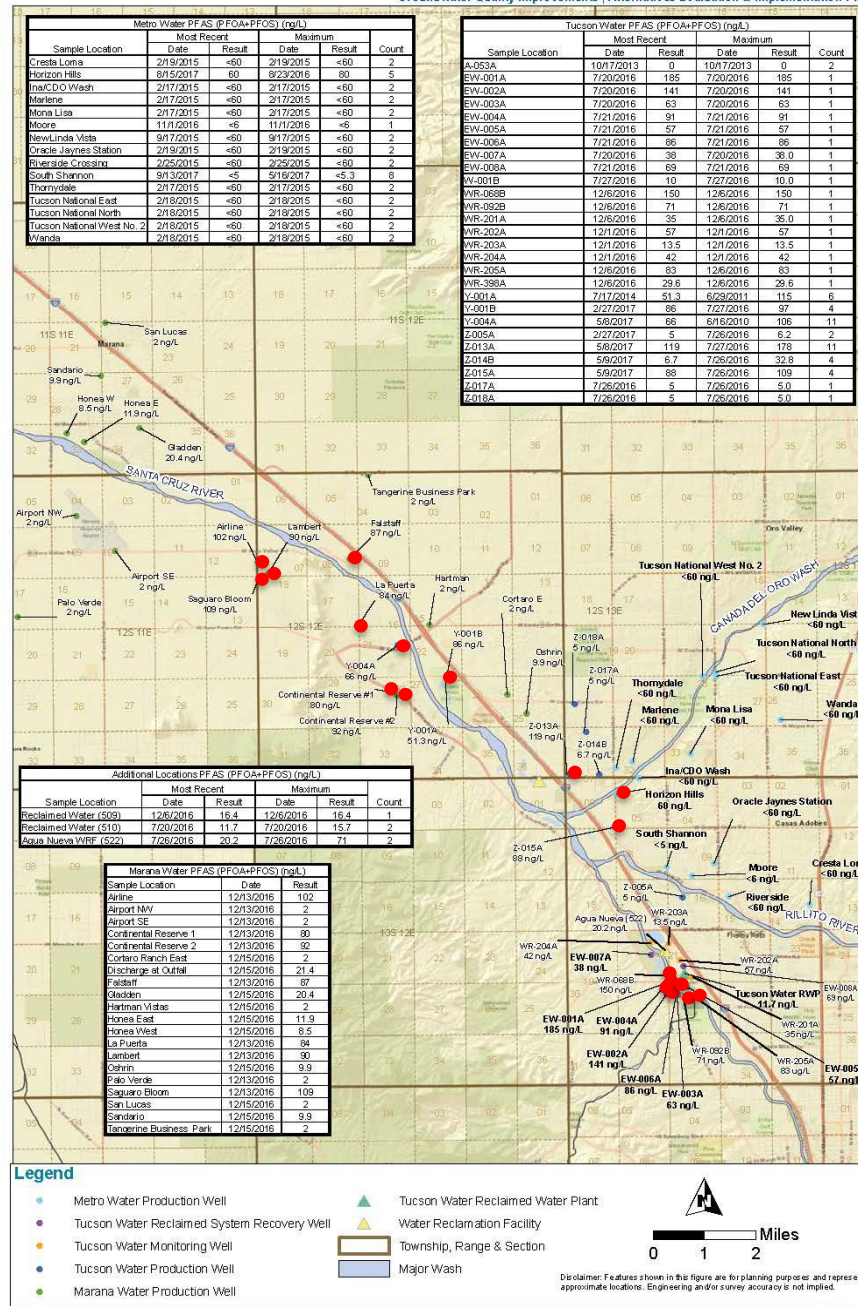 Metro Water PFAS (PFOA+PFOS) (ng/L)
Most Recent Maximum
Sample Location Date Result Date Result Count
Cresta Loma 2/19/2015 <60 2/19/2015 <60 2
Horizon Hills 8/15/2017 60 8/23/2016 80 5
Ina/CDO Wash 2/17/2015 <60 2/17/2015 <60 2
Marlene 2/17/2015 <60 2/17/2015 <60 2
Mona Lisa 2/17/2015 <60 2/17/2015 <60 2
Moore 11/1/2016 <6 11/1/2016 <6 1
NewLinda Vista 9/17/2015 <60 9/17/2015 <60 2
Oracle Jaynes Station 2/19/2015 <60 2/19/2015 <60 2
Riverside Crossing 2/25/2015 <60 2/25/2015 <60 2
South Shannon 9/13/2017 <5 5/16/2017 <5.3 8
Thornydale 2/17/2015 <60 2/17/2015 <60 2
Tucson National East 2/18/2015 <60 2/18/2015 <60 2
Tucson National North 2/18/2015 <60 2/18/2015 <60 2
Tucson National West No. 2 2/18/2015 <60 2/18/2015 <60 2
Wanda 2/18/2015 <60 2/18/2015 <60 2
Tucson Water PFAS (PFOA+PFOS) (ng/L)
Most Recent Maximum
Sample Location Date Result Date Result Count
A-053A 10/17/2013 0 10/17/2013 0 2
EW-001A 7/20/2016 185 7/20/2016 185 1
EW-002A 7/20/2016 141 7/20/2016 141 1
EW-003A 7/20/2016 63 7/20/2016 63 1
EW-004A 7/21/2016 91 7/21/2016 91 1
EW-005A 7/21/2016 57 7/21/2016 57 1
EW-006A 7/21/2016 86 7/21/2016 86 1
EW-007A 7/20/2016 38 7/20/2016 38.0 1
EW-008A 7/21/2016 69 7/21/2016 69 1
W-001B 7/27/2016 10 7/27/2016 10.0 1
WR-068B 12/6/2016 150 12/6/2016 150 1
WR-092B 12/6/2016 71 12/6/2016 71 1
WR-201A 12/6/2016 35 12/6/2016 35.0 1
WR-202A 12/1/2016 57 12/1/2016 57 1
WR-203A 12/1/2016 13.5 12/1/2016 13.5 1
WR-204A 12/1/2016 42 12/1/2016 42 1
WR-205A 12/6/2016 83 12/6/2016 83 1
WR-398A 12/6/2016 29.6 12/6/2016 29.6 1
Y-001A 7/17/2014 51.3 6/29/2011 115 6
Y-001B 2/27/2017 86 7/27/2016 97 4
Y-004A 5/8/2017 66 6/16/2010 106 11
Z-005A 2/27/2017 5 7/26/2016 6.2 2
Z-013A 5/8/2017 119 7/27/2016 178 11
Z-014B 5/9/2017 6.7 7/26/2016 32.8 4
Z-015A 5/9/2017 88 7/26/2016 109 4
Z-017A 7/26/2016 5 7/26/2016 5.0 1
Z-018A 7/26/2016 5 7/26/2016 5.0 1
11S 11E
11S 12E
San Lucas
2 ng/L
Marana
Sandario
9.9 ng/L
Honea W
8.5 ng/L
Honea E
11.9 ng/L
Gladden
20.4 ng/L
SANTA CRUZ RIVER
Tangerine Business Park
2 ng/L
Airport NW
2 ng/L
Airline
102 ng/L
Lambert
90 ng/L
Falstaff
87 ng/L
Oro Valley
Airport SE
2 ng/L
Saguaro Bloom
109 ng/L
La Puerta
84 ng/L
Hartman
2 ng/L
Tucson National West No. 2
<60 ng/L
12S 13E
CANADA DEL ORO WASH
Palo Verde
2 ng/L
12S 11E
12S 12E
Cortaro E
2 ng/L
New Linda Vist
<60 ng/L
Y-001B
86 ng/L
Z-018A
5 ng/L
Tucson National North
<60 ng/L
Y-004A
66 ng/L
Oshrin
9.9 ng/L
Z-017A
5 ng/L
Thornydale
<60 ng/L
Tucson National East
<60 ng/L
Continental Reserve #1
80 ng/L
Marlene
<60 ng/L
Mona Lisa
<60 ng/L
Wanda
<60 ng/L
Continental Reserve #2
92 ng/L
Y-001A
51.3 ng/L
Z-013A
119 ng/L
Z-014B
6.7 ng/L
Ina/CDO Wash
<60 ng/L
Horizon Hills
60 ng/L
Oracle Jaynes Station
<60 ng/L
Casas Adobes
South Shannon
<5 ng/L
Z-015A
88 ng/L
Moore
<6 ng/L
Cresta Lom
<60 ng/L
Z-005A
5 ng/L
Riverside
<60 ng/L
RILLITO RIVER
13S 12E
Agua Nueva (522)
20.2 ng/L
WR-203A
13.5 ng/L
WR-204A
42 ng/L
EW-007A
38 ng/L
WR-202A
57 ng/L
EW-008A
69 ng/L
WR-068B
150 ng/L
Tucson Water RWP
11.7 ng/L
EW-001A
185 ng/L
EW-004A
91 ng/L
WR-201A
35 ng/L
EW-002A
141 ng/L
WR-092B
71 ng/L
WR-205A
83 ug/L
EW-005
57 ng/L
EW-006A
86 ng/L
EW-003A
63 ng/L
Additional Locations PFAS (PFOA+PFOS) (ng/L)
Most Recent Maximum
Sample Location Date Result Date Result Count
Reclaimed Water (509) 12/6/2016 16.4 12/6/2016 16.4 1
Reclaimed Water (510) 7/20/2016 11.7 7/20/2016 15.7 2
Agua Nueva WRF (522) 7/26/2016 20.2 7/26/2016 71 2
Marana Water PFAS (PFOA+PFOS) (ng/L)
Sample Location Date Result
Airline 12/13/2016 102
Airport NW 12/13/2016 2
Airport SE 12/13/2016 2
Continental Reserve 1 12/13/2016 80
Continental Reserve 2 12/13/2016 92
Cortaro Ranch East 12/15/2016 2
Discharge at Outfall 12/15/2016 21.4
Falstaff 12/13/2016 87
Gladden 12/15/2016 20.4
Hartman Vistas 12/15/2016 2
Honea East 12/15/2016 11.9
Honea West 12/15/2016 8.5
La Puerta 12/13/2016 84
Lambert 12/13/2016 90
Oshrin 12/15/2016 9.9
Palo Verde 12/13/2016 2
Saguaro Bloom 12/13/2016 109
San Lucas 12/15/2016 2
Sandario 12/15/2016 9.9
Tangerine Business Park 12/15/2016 2
Legend
Metro Water Production Well
Tucson Water Reclaimed System Recovery Well
Tucson Water Monitoring Well
Tucson Water Production Well
Marana Water Production Well
Tucson Water Reclaimed Water Plant
Water Reclamation Facility
Township, Range & Section
Major Wash
N
Miles
0 1 2
Disclaimer: Features shown in this figure are for planning purposes and represe
approximate locations. Engineering and/or survey accuracy is not implied.